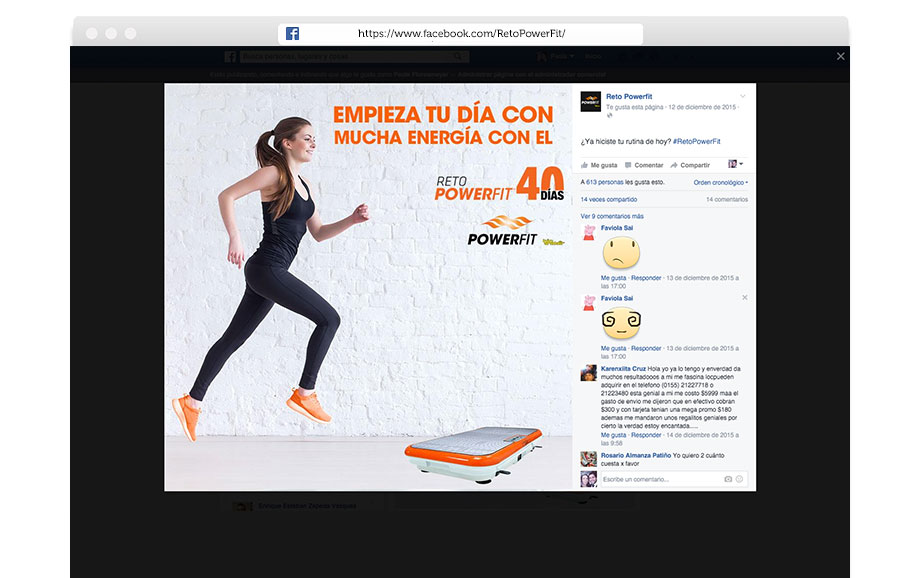 https://www.facebook.com/RetoPowerFit/
Busca personas, lugares y cosas
Inicio
EMPIEZA TU DÍA CON
MUCHA ENERGÍA CON EL
RETO
POWERFIT 40
DÍAS
POWERFIT
Reto Powerfit
Te gusta esta página · 12 de diciembre de 2015 ·
¿Ya hiciste tu rutina de hoy? #RetoPowerFit
Me gusta Comentar Compartir
A 613 personas les gusta esto. Orden cronológico
14 veces compartido 14 comentarios
Ver 9 comentarios más
Faviola Sai
Me gusta · Responder · 13 de diciembre de 2015 a
las 17:00
Faviola Sai
Me gusta · Responder · 13 de diciembre de 2015 a
las 17:00
Karenxiita Cruz Hola yo ya lo tengo y enverdad da
muchos resultadooos a mi me fascina locpueden
adquirir en el telefono (0155) 21227718 o
21223480 esta genial a mi me costo $5999 maa el
gasto de envio me dijeron que en efectivo cobran
$300 y con tarjeta tenian una mega promo $180
ademas me mandaron unos regalitos geniales por
cierto la verdad estoy encantada.....
Me gusta · Responder · 14 de diciembre de 2015 a
las 9:58
Rosario Almanza Patiño Yo quiero 2 cuánto
cuesta x favor
Escribe un comentario...
Enrique Esteban Zepeda Vasquez